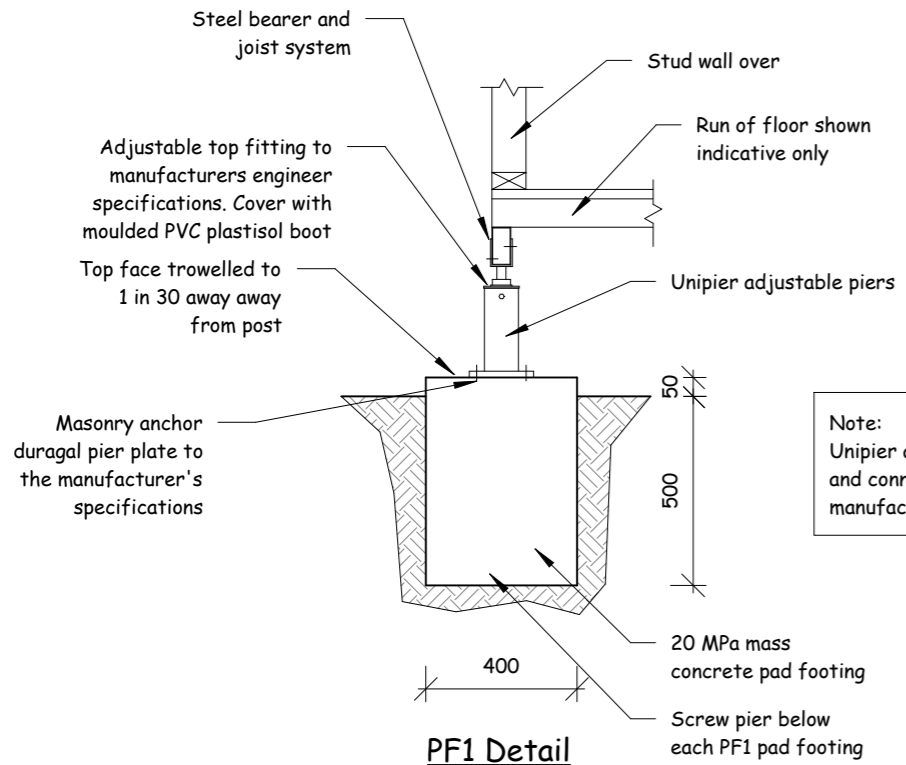 Steel bearer and
joist system
Stud wall over
Run of floor shown
indicative only
Adjustable top fitting to
manufacturers engineer
specifications. Cover with
moulded PVC plastisol boot
Top face trowelled to
1 in 30 away away
from post
Unipier adjustable piers
50
Masonry anchor
duragal pier plate to
the manufacturer's
specifications
500
Note:
Unipier
and
20 MPa mass
concrete pad footing
400
Screw pier below
each PF1 pad footing
PF1 Detail